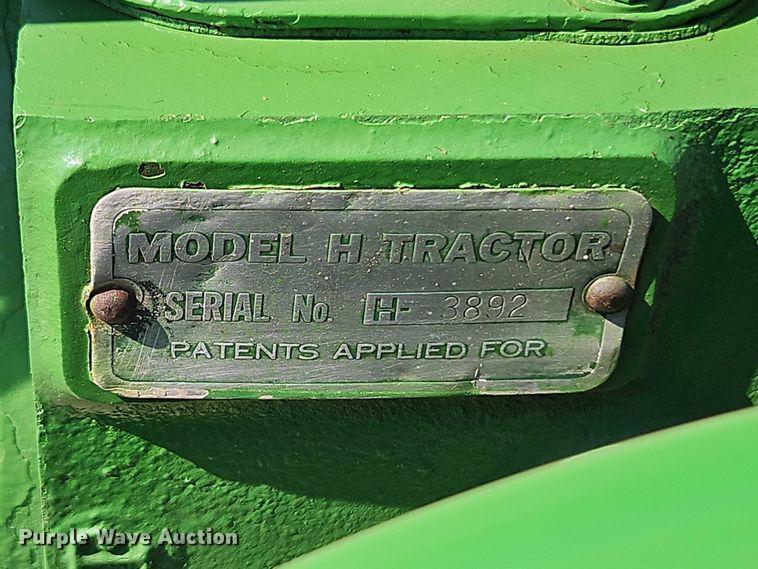 MODEL H TRACTOR
SERIAL No. H- 3892
PATENTS APPLIED FOR
Purple Wave Auction